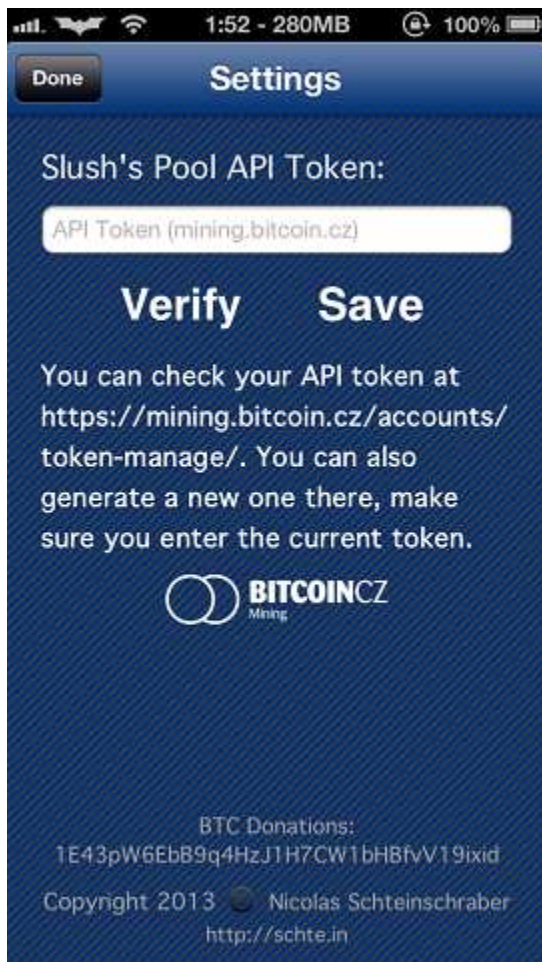 1:52 - 280MB 100%
Done Settings
Slush's Pool API Token:
API Token (mining.bitcoin.cz)
Verify Save
You can check your API token at
https://mining.bitcoin.cz/accounts/
token-manage/. You can also
generate a new one there, make
sure you enter the current token.
BITCOINCZ
Mining
BTC Donations:
1E43pW6EbB9q4HzJ1H7CW1bHBfvV19ixid
Copyright 2013 Nicolas Schteinschraber
http://schte.in